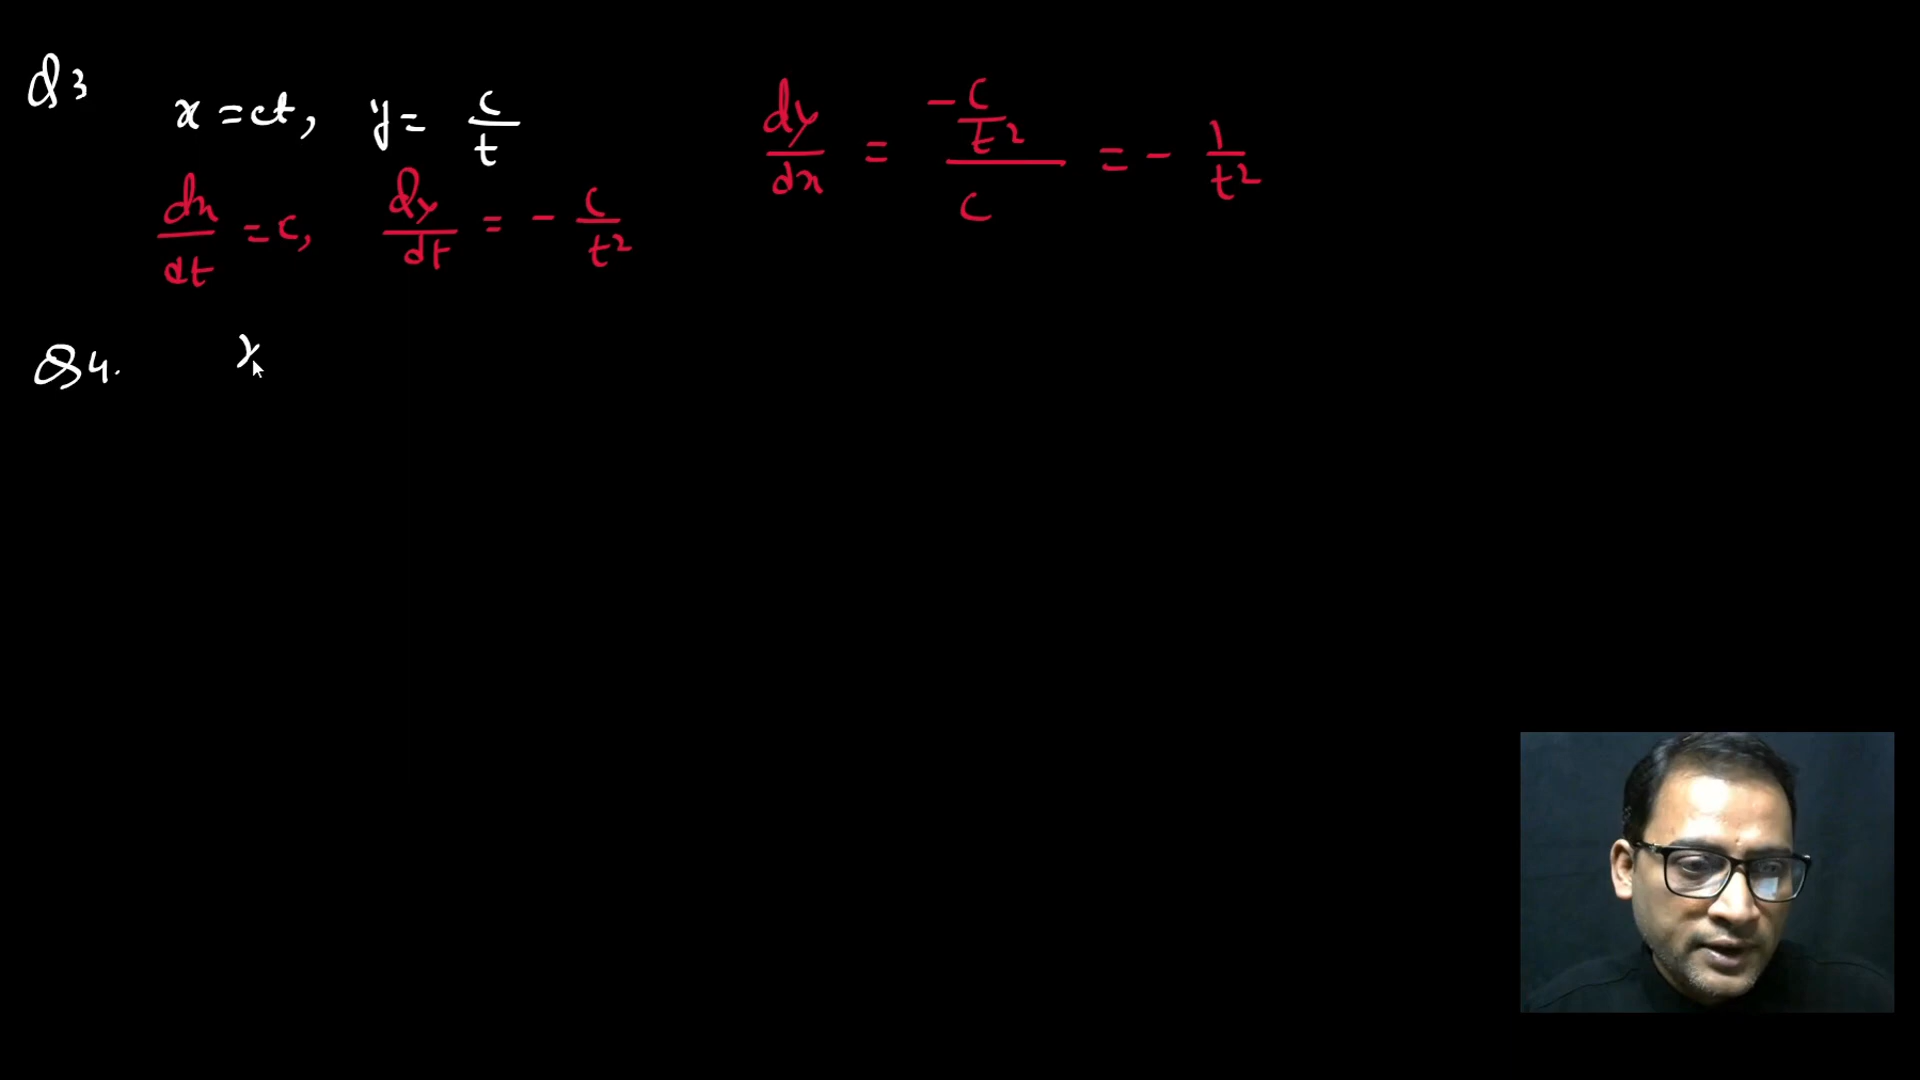 Q3 x = ct, y = c/t
dx/dt = c, dy/dt = - c/t²
dy/dx = (-c/t²)/c = - 1/t²
Q4. x